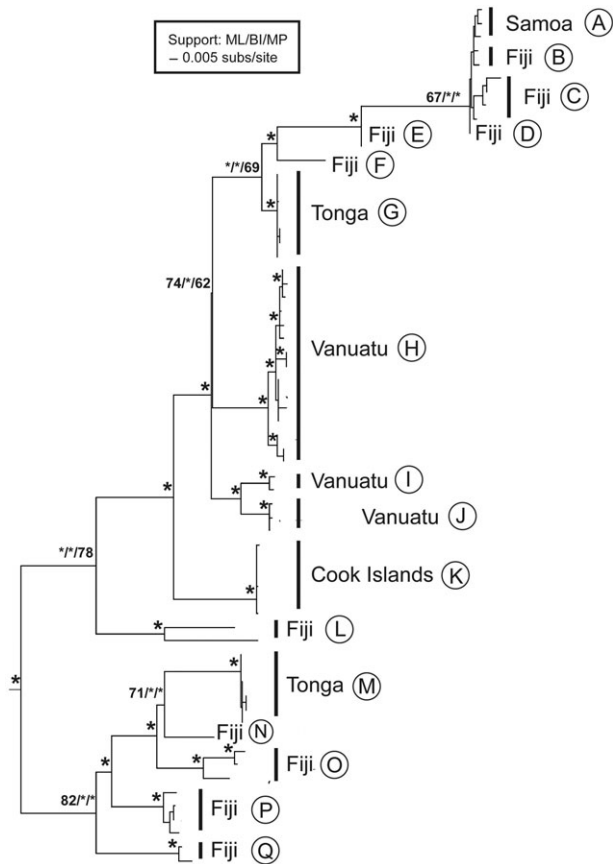 Support: ML/BI/MP
– 0.005 subs/site
Samoa A
Fiji B
67/*/*
Fiji C
*
Fiji E
Fiji D
*
Fiji F
*/*/69
*
Tonga G
*
74/*/62
*
Vanuatu H
*
*
*
*
*
*
Vanuatu I
*
*
Vanuatu J
*
*/*/78
Cook Islands K
*
*
Fiji L
*
*
Tonga M
71/*/*
Fiji N
*
*
*
Fiji O
*
*
Fiji P
82/*/*
*
Fiji Q